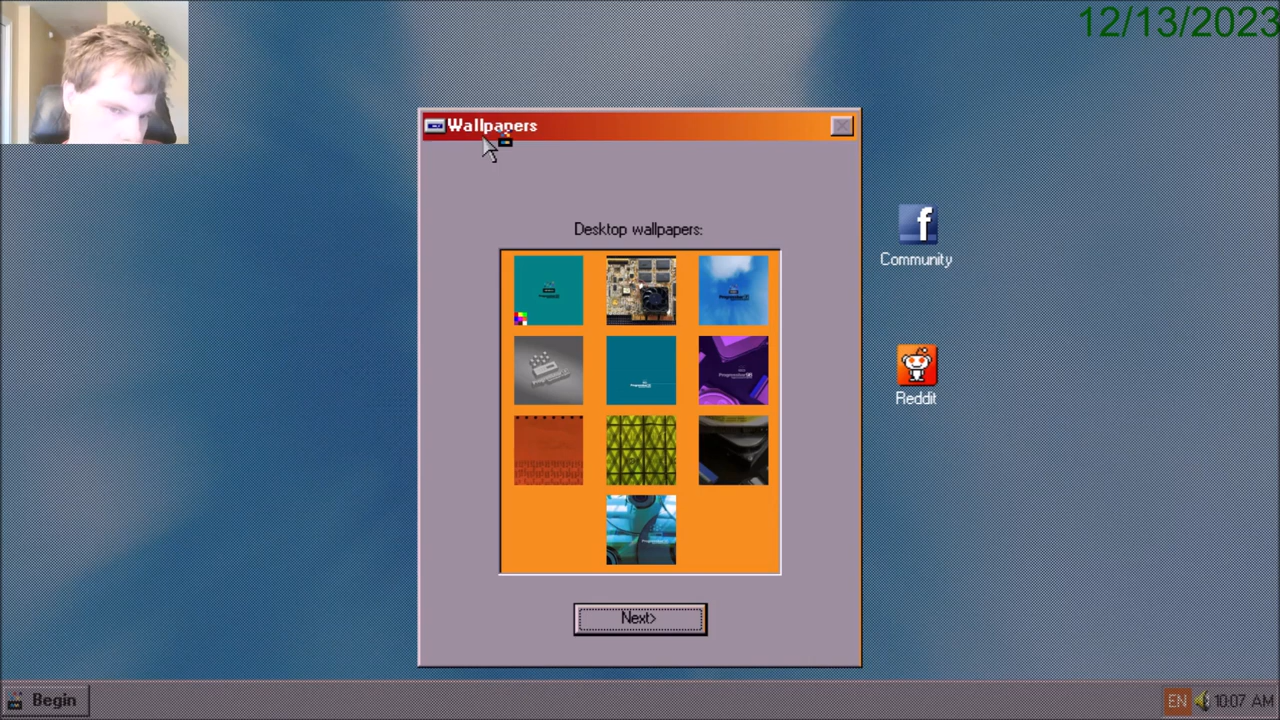 12/13/2023
Wallpapers
Desktop wallpapers:
Community
Reddit
Next>
Begin
EN
10:07 AM